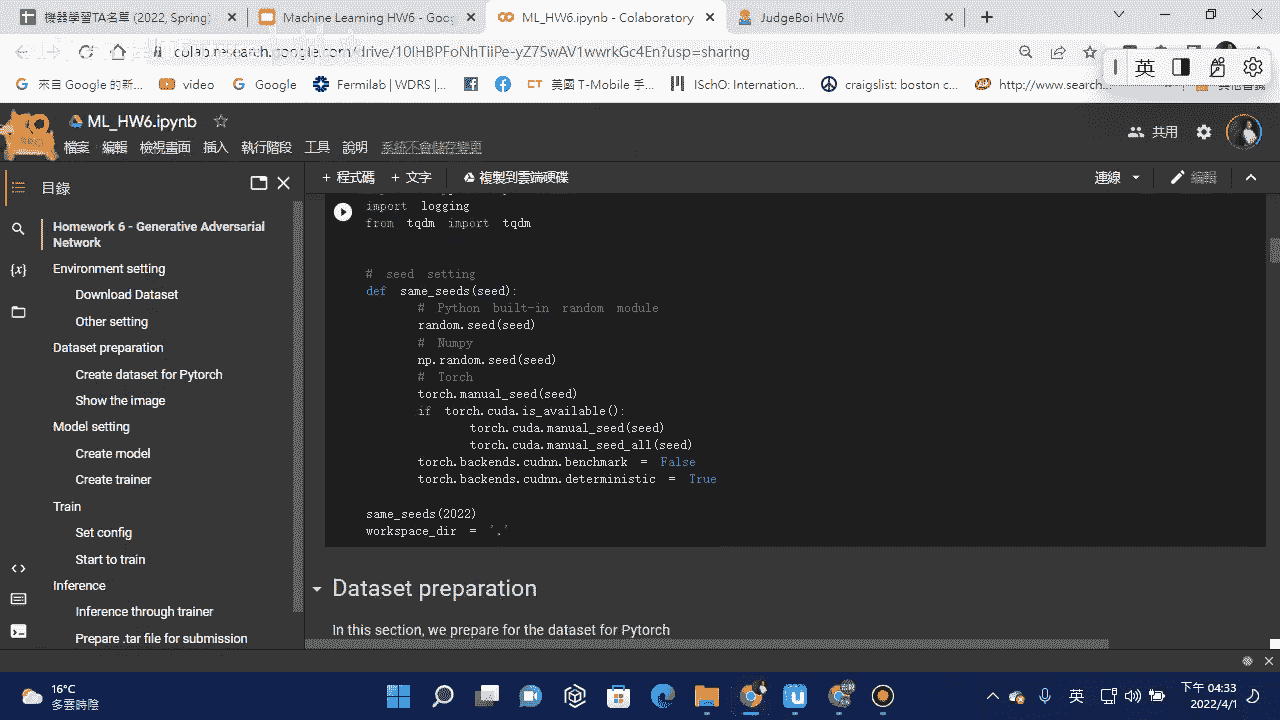 機器學習TA名單 (2022, Spring)
Machine Learning HW6 - Goo
ML_HW6.ipynb - Colaboratory
JudgeBoi HW6
colab.research.google.com/drive/10IHBPFoNhTiiPe-yZ7SwAV1wwrkGc4En?usp=sharing
英
來自 Google 的新...
video
Google
Fermilab | WDRS |...
美國 T-Mobile 手...
ISchO: Internation...
craigslist: boston c...
http://www.search...
其他書籤
ML_HW6.ipynb
檔案 編輯 檢視畫面 插入 執行階段 工具 說明 系統不會儲存變更
共用
+ 程式碼 + 文字 複製到雲端硬碟
連線 編輯
目錄
Homework 6 - Generative Adversarial
Network
Environment setting
Download Dataset
Other setting
Dataset preparation
Create dataset for Pytorch
Show the image
Model setting
Create model
Create trainer
Train
Set config
Start to train
Inference
Inference through trainer
Prepare .tar file for submission
import logging
from tqdm import tqdm
# seed setting
def same_seeds(seed):
# Python built-in random module
random.seed(seed)
# Numpy
np.random.seed(seed)
# Torch
torch.manual_seed(seed)
if torch.cuda.is_available():
torch.cuda.manual_seed(seed)
torch.cuda.manual_seed_all(seed)
torch.backends.cudnn.benchmark = False
torch.backends.cudnn.deterministic = True
same_seeds(2022)
workspace_dir = '.'
Dataset preparation
In this section, we prepare for the dataset for Pytorch
16°C
多雲時陰
英
下午 04:33
2022/4/1